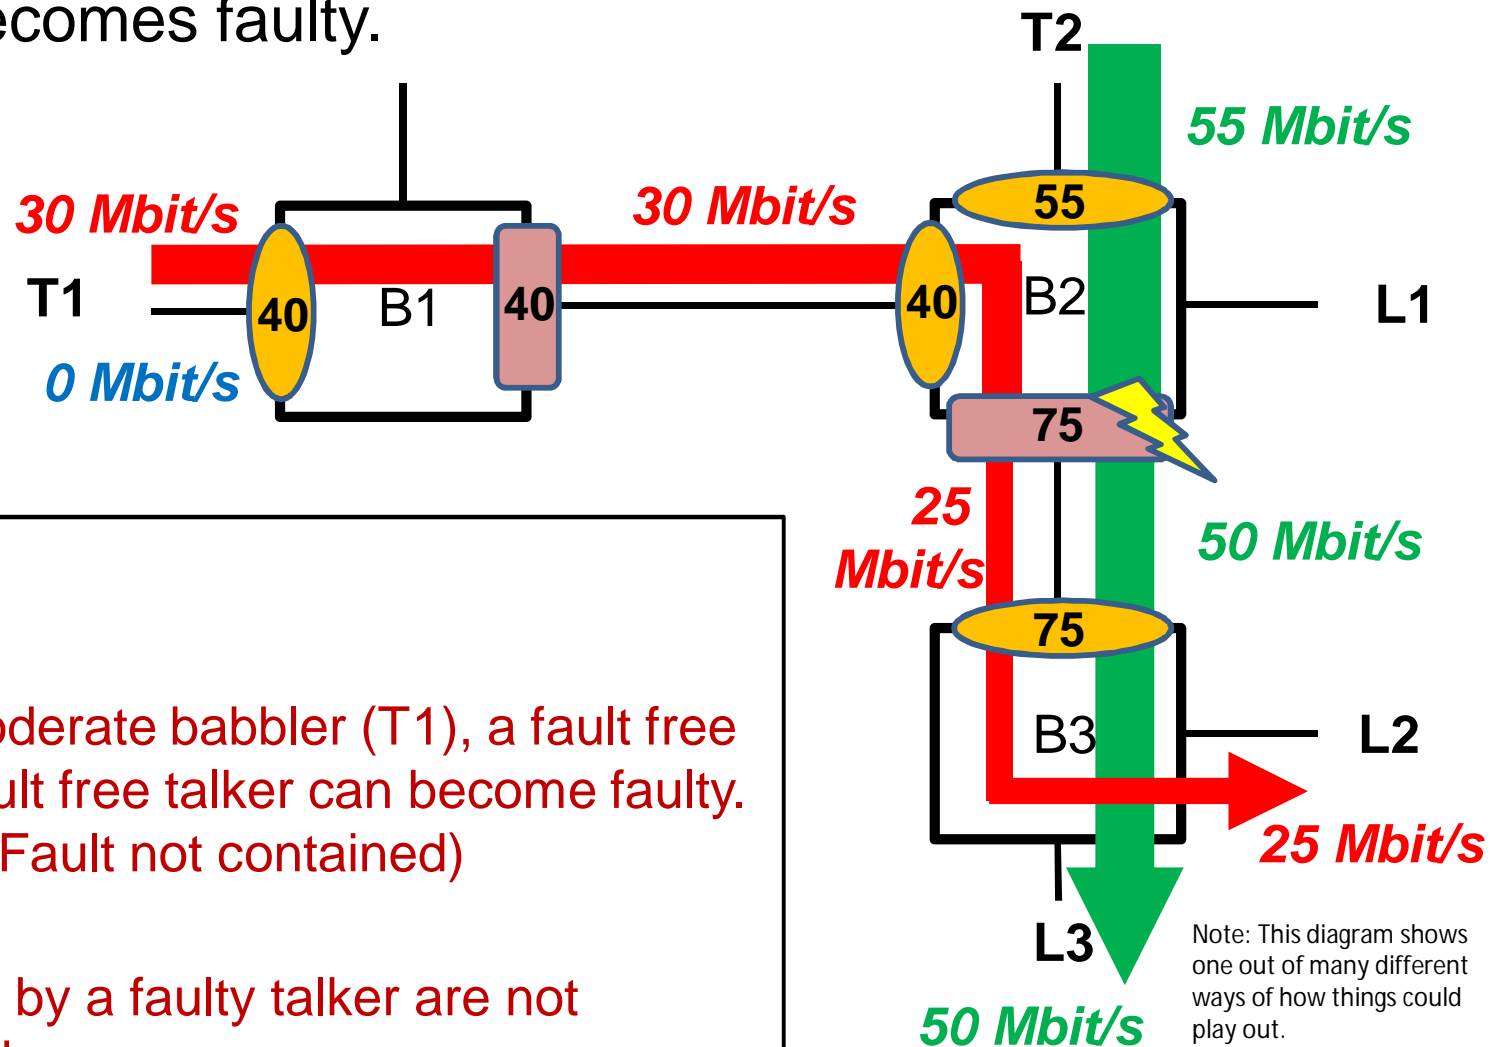 ecomes faulty.
T2
55 Mbit/s
30 Mbit/s
30 Mbit/s
55
T1
40
B1
40
40
B2
L1
0 Mbit/s
75
25
Mbit/s
50 Mbit/s
75
oderate babbler (T1), a fault free
ult free talker can become faulty.
Fault not contained)
B3
L2
25 Mbit/s
L3
by a faulty talker are not
50 Mbit/s
Note: This diagram shows
one out of many different
ways of how things could
play out.